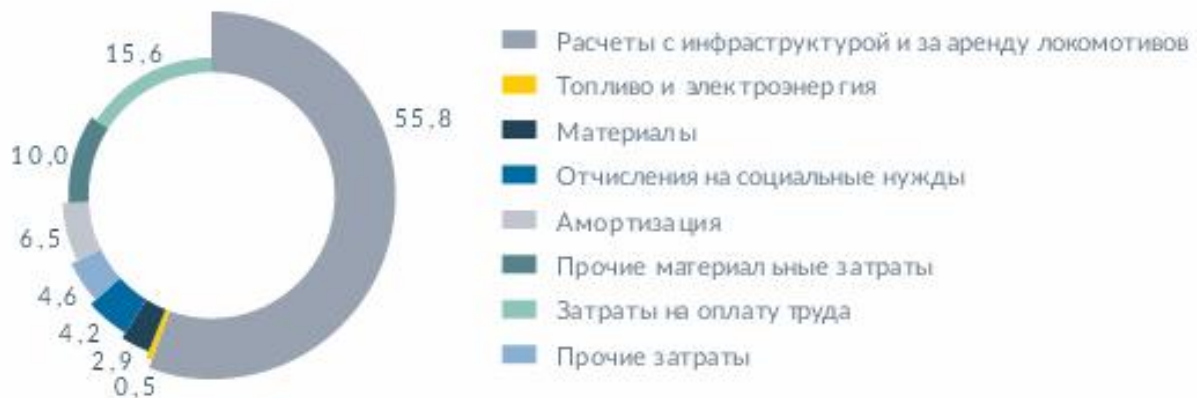 15,6
55,8
10,0
6,5
4,6
4,2
2,9
0,5
Расчеты с инфраструктурой и за аренду локомотивов
Топливо и электроэнергия
Материалы
Отчисления на социальные нужды
Амортизация
Прочие материальные затраты
Затраты на оплату труда
Прочие затраты